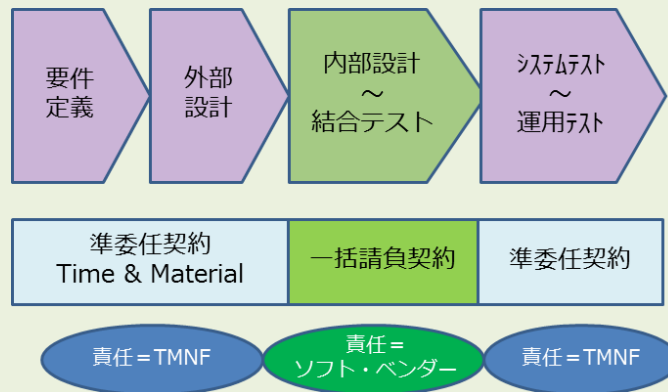 要件
定義
外部
設計
内部設計
～
結合テスト
ｼｽﾃﾑﾃｽﾄ
～
運用ﾃｽﾄ
準委任契約
Time & Material
一括請負契約
準委任契約
責任＝TMNF
責任＝
ソフト・ベンダー
責任＝TMNF